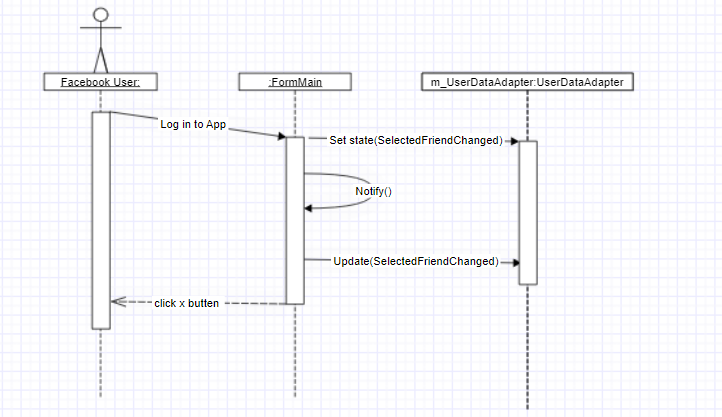 Facebook User:
:FormMain
m_UserDataAdapter:UserDataAdapter
Log in to App
Set state(SelectedFriendChanged)
Notify()
Update(SelectedFriendChanged)
click x butten